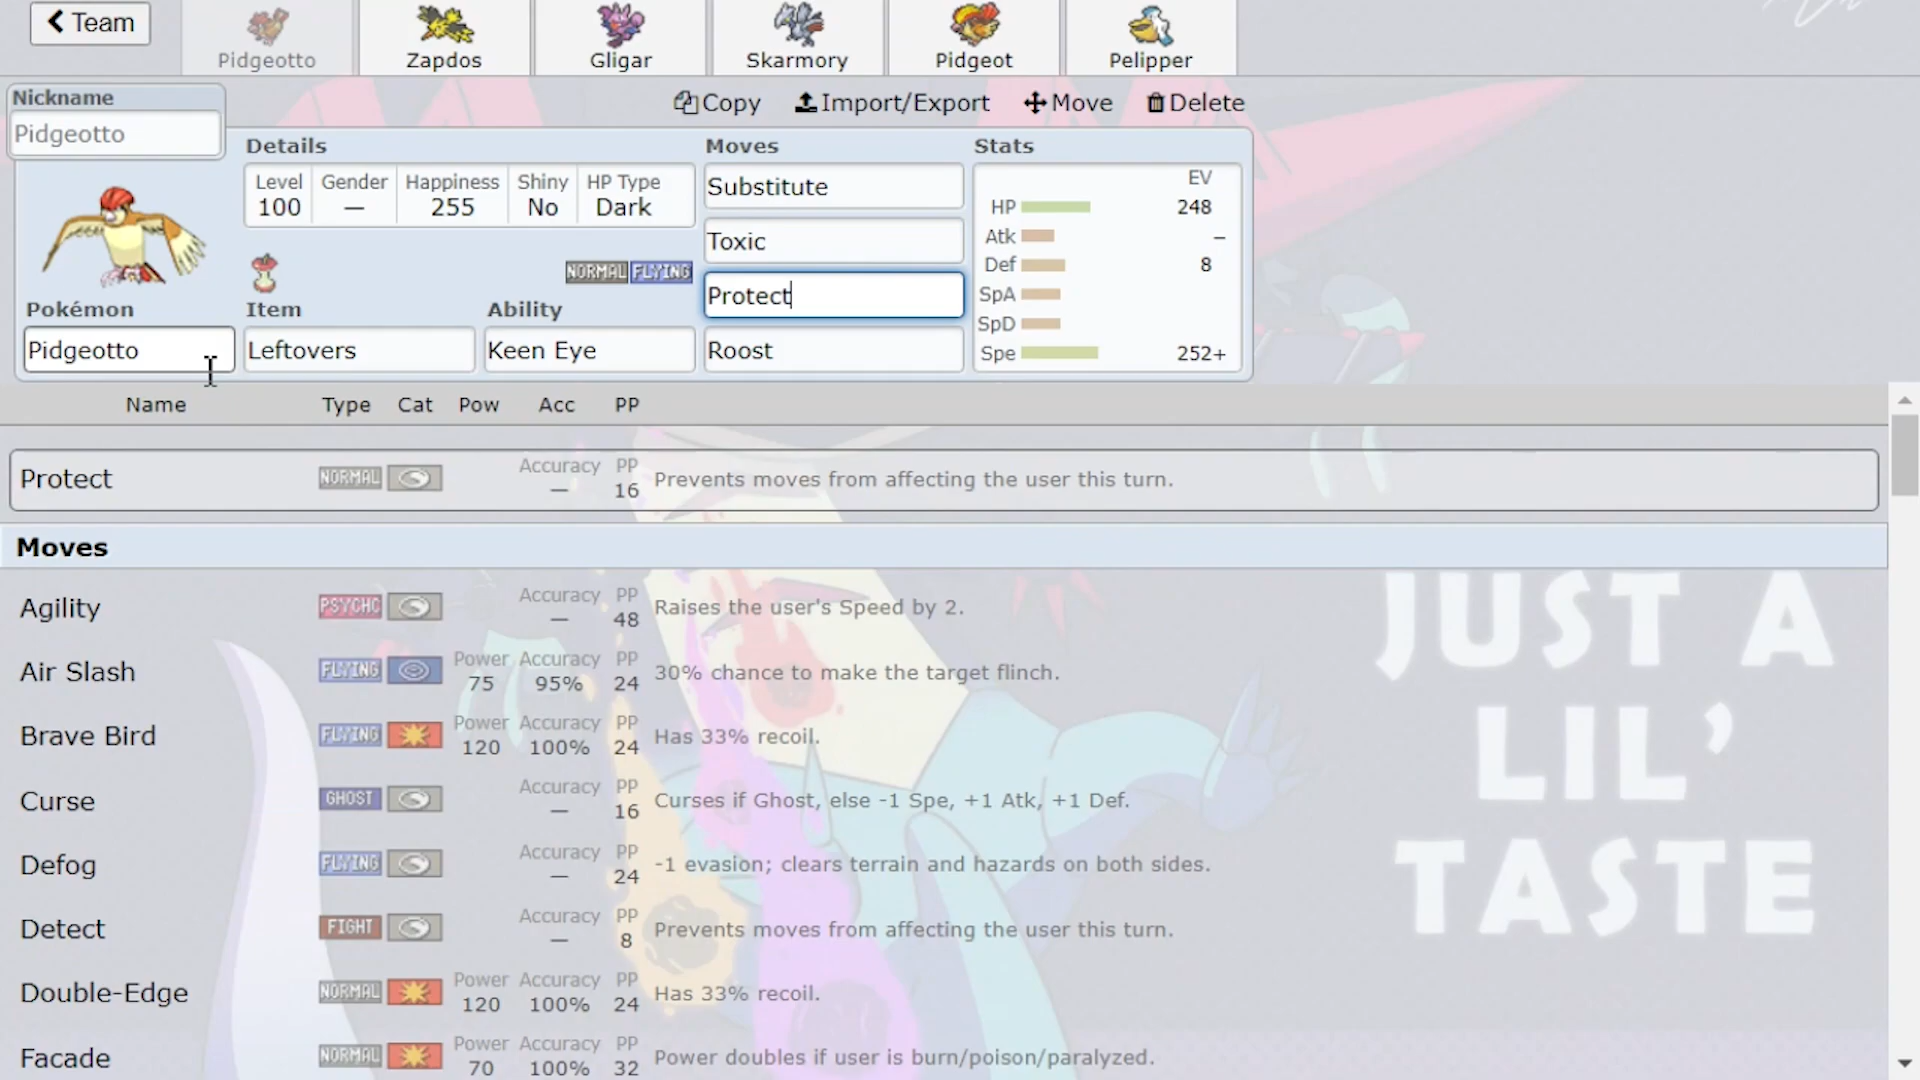 Team
Pidgeotto
Zapdos
Gligar
Skarmory
Pidgeot
Pelipper
Nickname
Pidgeotto
Copy Import/Export Move Delete
Details
Level Gender Happiness Shiny HP Type
100 — 255 No Dark
NORMAL FLYING
Pokémon Item Ability
Pidgeotto Leftovers Keen Eye
Moves
Substitute
Toxic
Protect
Roost
Stats
EV
HP 248
Atk –
Def 8
SpA
SpD
Spe 252+
Name Type Cat Pow Acc PP
Protect NORMAL Accuracy — PP 16 Prevents moves from affecting the user this turn.
Moves
Agility PSYCHC Accuracy — PP 48 Raises the user's Speed by 2.
Air Slash FLYING Power 75 Accuracy 95% PP 24 30% chance to make the target flinch.
Brave Bird FLYING Power 120 Accuracy 100% PP 24 Has 33% recoil.
Curse GHOST Accuracy — PP 16 Curses if Ghost, else -1 Spe, +1 Atk, +1 Def.
Defog FLYING Accuracy — PP 24 -1 evasion; clears terrain and hazards on both sides.
Detect FIGHT Accuracy — PP 8 Prevents moves from affecting the user this turn.
Double-Edge NORMAL Power 120 Accuracy 100% PP 24 Has 33% recoil.
Facade NORMAL Power 70 Accuracy 100% PP 32 Power doubles if user is burn/poison/paralyzed.
JUST A
LIL'
TASTE